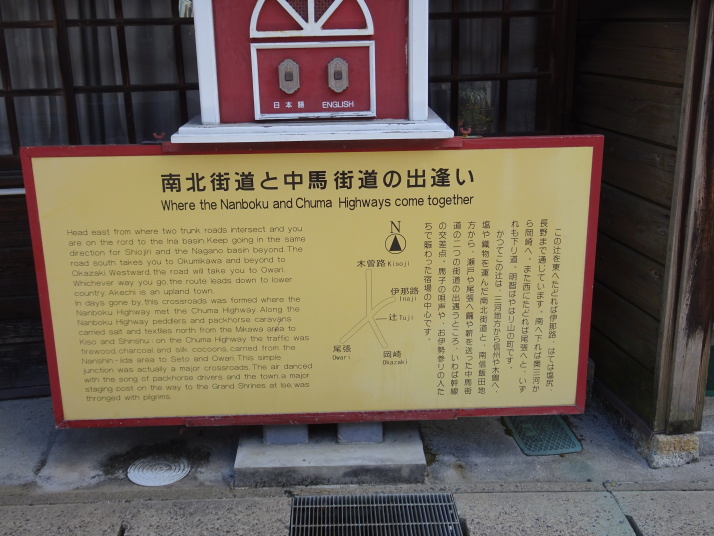 日本語 ENGLISH
南北街道と中馬街道の出逢い
Where the Nanboku and Chuma Highways come together
Head east from where two trunk roads intersect and you
are on the rord to the Ina basin.Keep going in the same
direction for Shiojri and the Nagano basin beyond.The
road south takes you to Okumikawa and beyond to
Okazaki.Westward,the road will take you to Owari.
Whichever way you go,the route leads down to lower
country.Akechi is an upland town.
In days gone by,this crossroads was formed where the
Nanboku Highway met the Chuma Highway.Along the
Nanboku Highway peddlers and packhorse caravans
carried salt and textiles north from the Mikawa area to
Kiso and Shinshu:on the Chuma Highway the traffic was
firewood,charcoal,and silk cocoons,carried from the
Nanshin-Iida area to Seto and Owari.This simple
junction was actually a major crossroads.The air danced
with the song of packhorse drivers and the town,a major
staging post on the way to the Grand Shrines at Ise,was
thronged with pilgrims.
N
木曽路 Kisoji
伊那路
Inaji
辻 Tuji
尾張
Owari
岡崎
Okazaki
この辻を東へたどれば伊那路、はては塩尻、
長野まで通じています。南へ下れば奥三河か
ら岡崎へ、また西にたどれば尾張へと、いず
れも下り道、明智はやはり山の町です。
かつてこの辻は、三河地方から信州や木曽へ、
塩や織物を運んだ南北街道と、南信飯田地
方から、瀬戸や尾張へ繭や薪を送った中馬街
道の二つの街道の出遇うところ、いわば幹線
の交差点。馬子の唄声や、お伊勢参りの人た
ちで賑わった宿場の中心です。